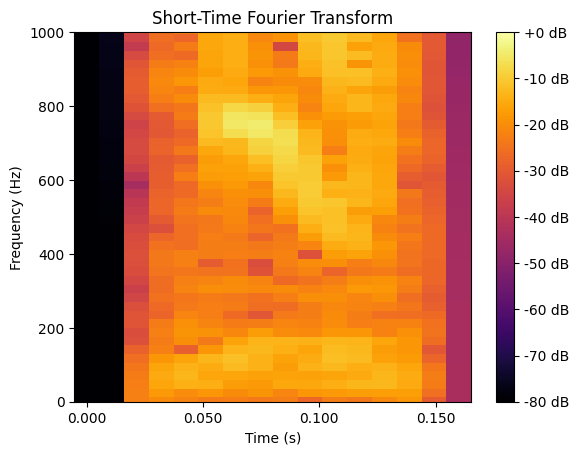 Short-Time Fourier Transform
1000
800
600
400
200
0
Frequency (Hz)
0.000
0.050
0.100
0.150
Time (s)
+0 dB
-10 dB
-20 dB
-30 dB
-40 dB
-50 dB
-60 dB
-70 dB
-80 dB